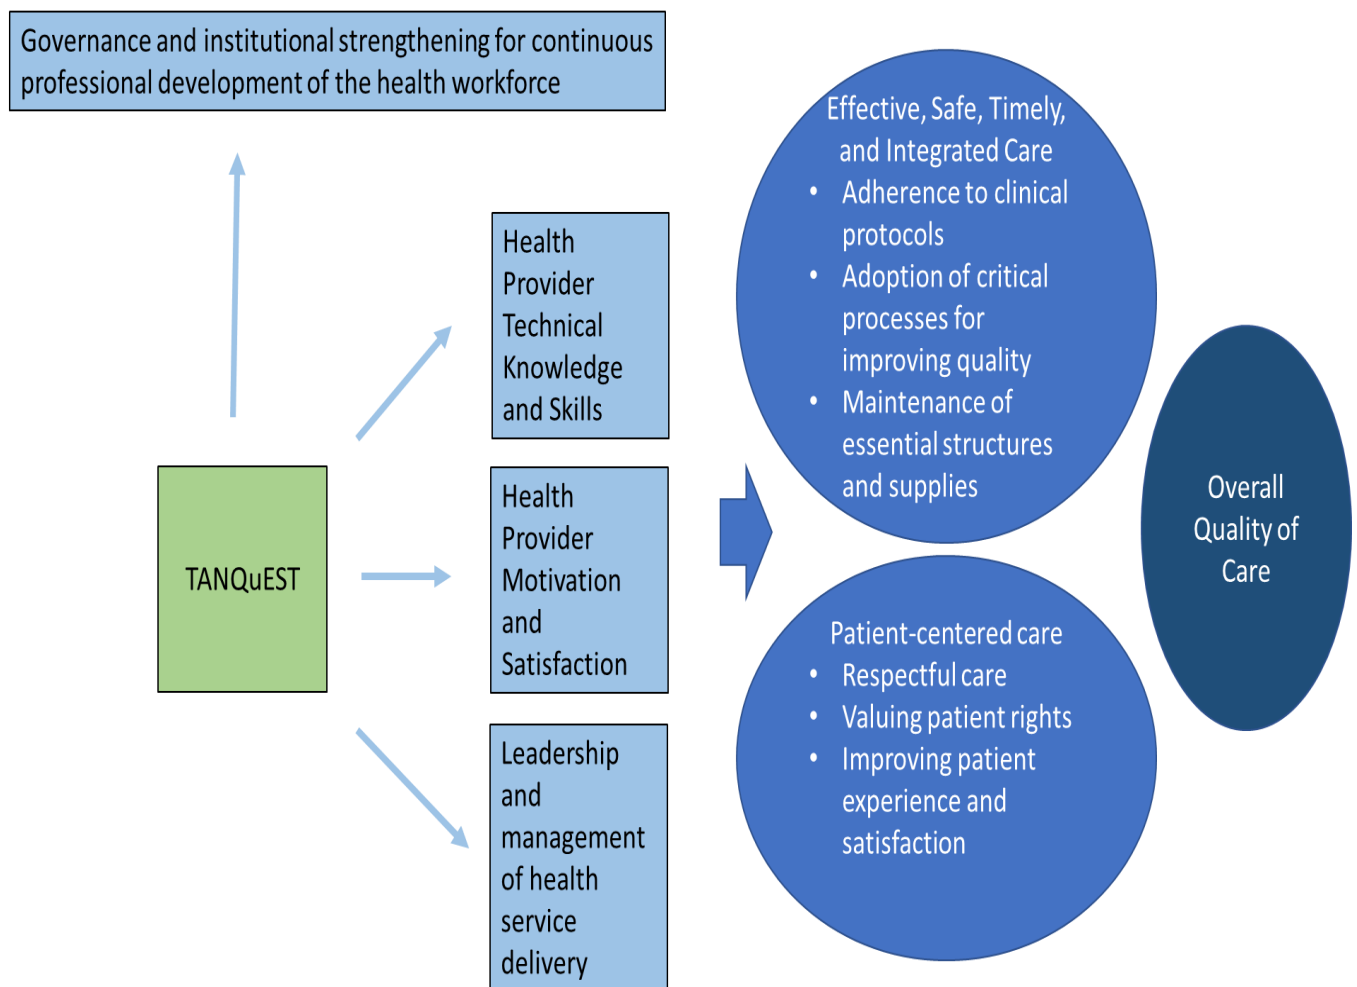 Governance and institutional strengthening for continuous
professional development of the health workforce
TANQuEST
Health
Provider
Technical
Knowledge
and Skills
Health
Provider
Motivation
and
Satisfaction
Leadership
and
management
of health
service
delivery
Effective, Safe, Timely,
and Integrated Care
• Adherence to clinical
protocols
• Adoption of critical
processes for
improving quality
• Maintenance of
essential structures
and supplies
Patient-centered care
• Respectful care
• Valuing patient rights
• Improving patient
experience and
satisfaction
Overall
Quality of
Care